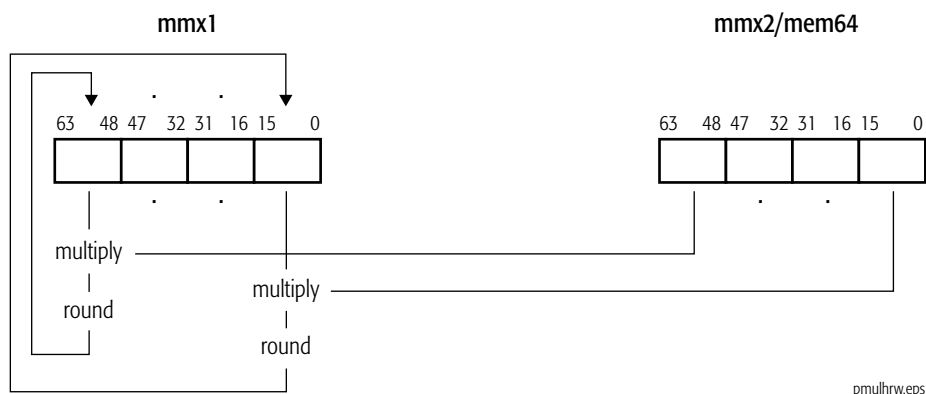 mmx1 mmx2/mem64
. .
63 48 47 32 31 16 15 0 63 48 47 32 31 16 15 0
. . . .
multiply
multiply
round
round
pmulhrw.eps